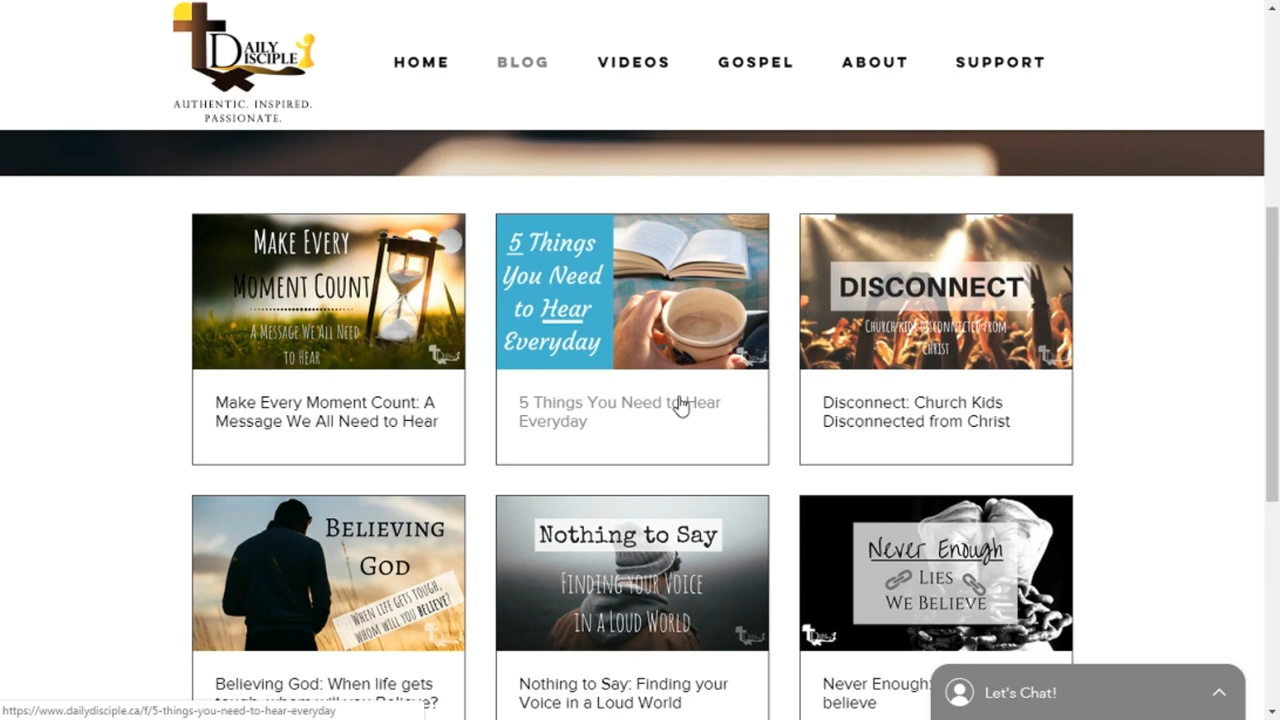 DAILY
DISCIPLE
AUTHENTIC. INSPIRED.
PASSIONATE.
HOME
BLOG
VIDEOS
GOSPEL
ABOUT
SUPPORT
MAKE EVERY
MOMENT COUNT
A MESSAGE WE ALL NEED
TO HEAR
5 Things
You Need
to Hear
Everyday
DISCONNECT
CHURCH KIDS DISCONNECTED FROM
CHRIST
Make Every Moment Count: A
Message We All Need to Hear
5 Things You Need to Hear
Everyday
Disconnect: Church Kids
Disconnected from Christ
BELIEVING
GOD
WHEN LIFE GETS TOUGH,
WHOM WILL YOU BELIEVE?
Nothing to Say
FINDING YOUR VOICE
IN A LOUD WORLD
Never Enough
LIES
WE BELIEVE
Believing God: When life gets
tough, whom will you Believe?
Nothing to Say: Finding your
Voice in a Loud World
Never Enough:
believe
Let's Chat!
https://www.dailydisciple.ca/f/5-things-you-need-to-hear-everyday